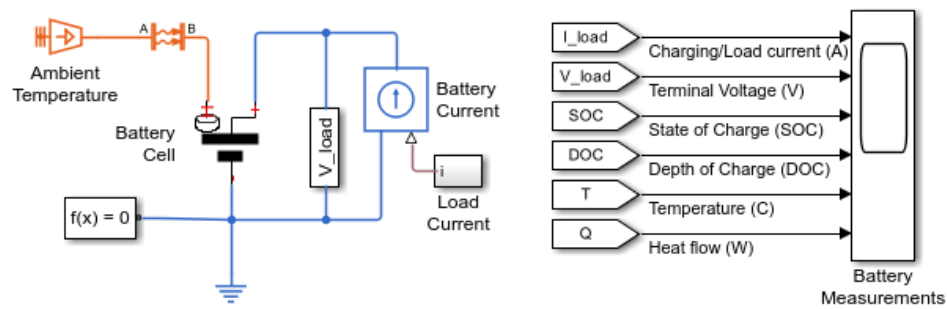 A
B
Ambient
Temperature
Battery
Cell
V_load
Battery
Current
i
Load
Current
f(x) = 0
I_load
Charging/Load current (A)
V_load
Terminal Voltage (V)
SOC
State of Charge (SOC)
DOC
Depth of Charge (DOC)
T
Temperature (C)
Q
Heat flow (W)
Battery
Measurements